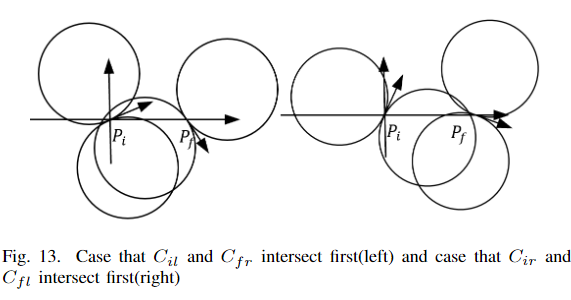 P_i P_f P_i P_f
Fig. 13. Case that C_{il} and C_{fr} intersect first(left) and case that C_{ir} and
C_{fl} intersect first(right)